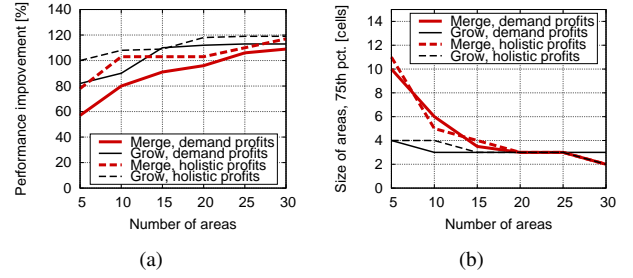 Performance improvement [%]
140
120
100
80
60
40
20
0
Merge, demand profits
Grow, demand profits
Merge, holistic profits
Grow, holistic profits
5 10 15 20 25 30
Number of areas
(a)
Size of areas, 75th pct. [cells]
14
12
10
8
6
4
2
0
Merge, demand profits
Grow, demand profits
Merge, holistic profits
Grow, holistic profits
5 10 15 20 25 30
Number of areas
(b)